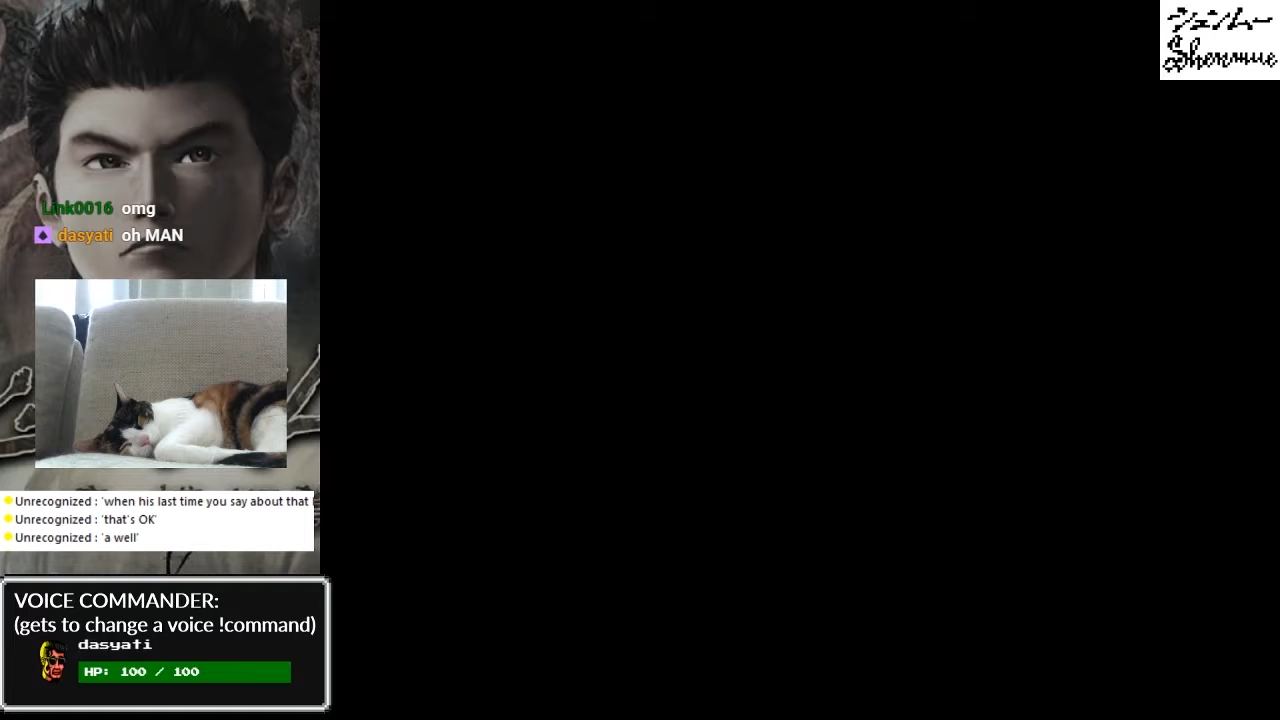 シェンムー
Shenmue
Link0016 omg
dasyati oh MAN
Unrecognized : 'when his last time you say about that
Unrecognized : 'that's OK'
Unrecognized : 'a well'
VOICE COMMANDER:
(gets to change a voice !command)
dasyati
HP: 100 / 100